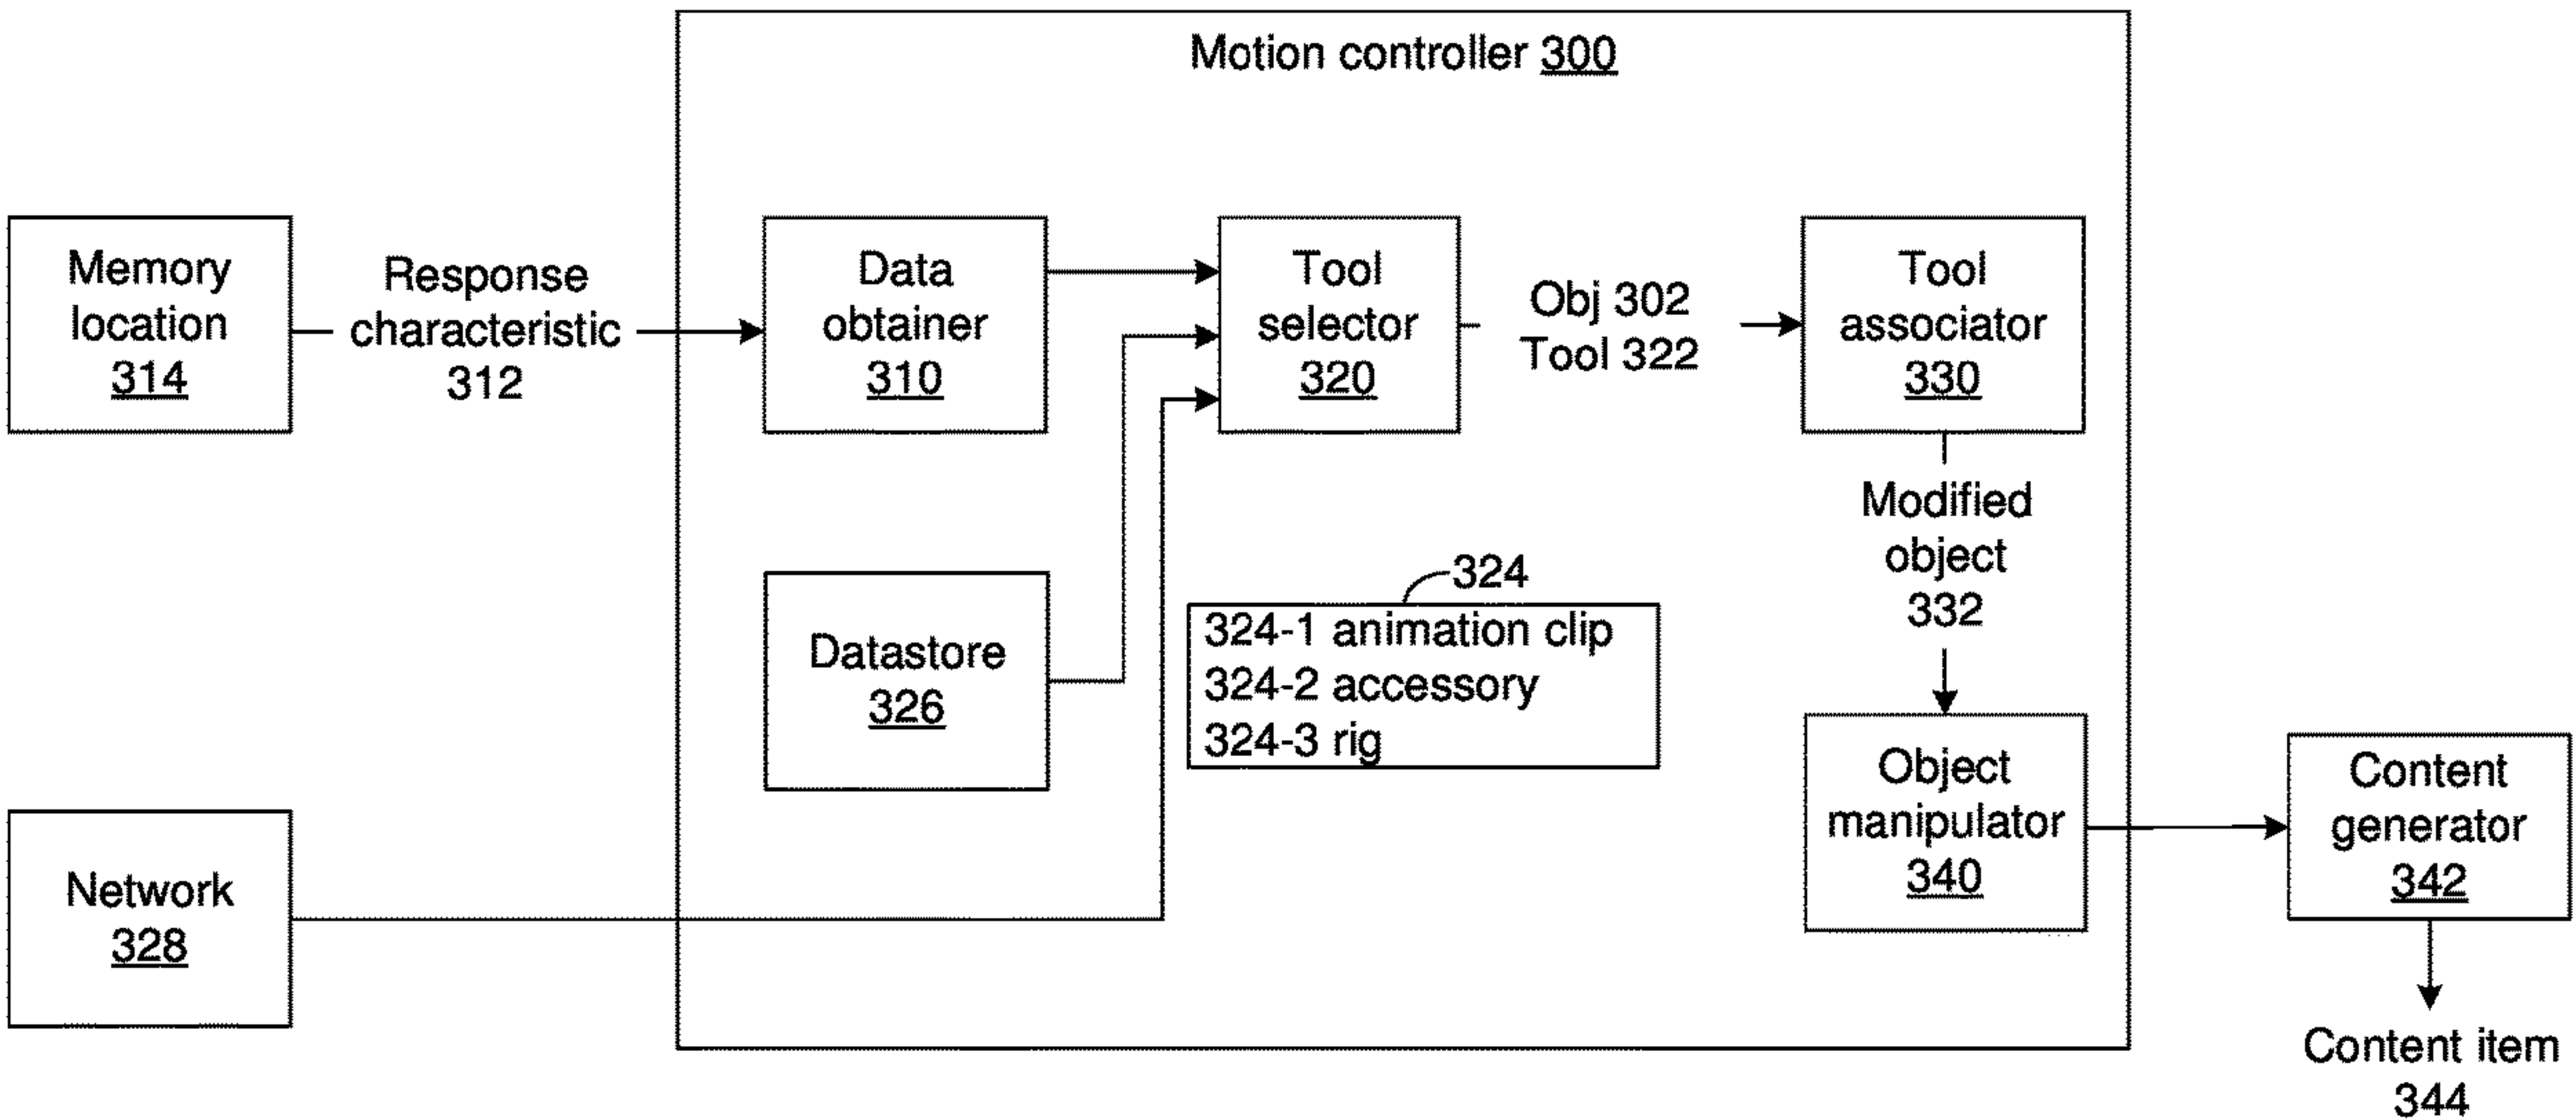 Motion controller 300
Memory
location
314
Response
characteristic
312
Data
obtainer
310
Tool
selector
320
Obj 302
Tool 322
Tool
associator
330
Modified
object
332
Datastore
326
324
324-1 animation clip
324-2 accessory
324-3 rig
Network
328
Object
manipulator
340
Content
generator
342
Content item
344